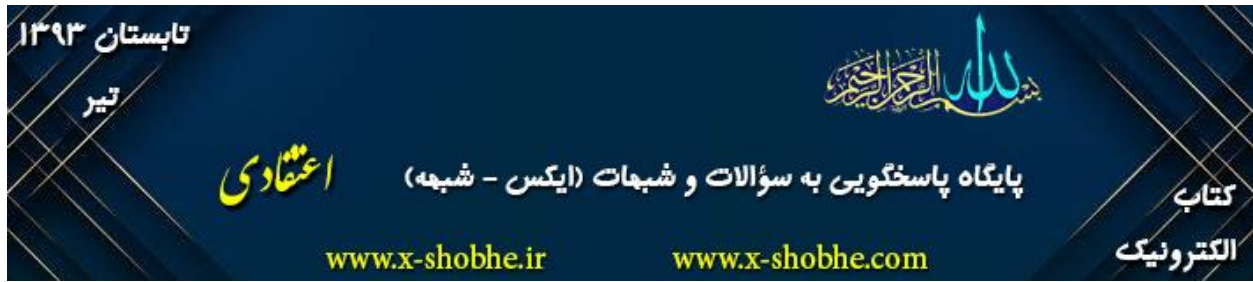 تابستان ۱۳۹۳
تیر
بسم الله الرحمن الرحیم
پایگاه پاسخگویی به سؤالات و شبهات (ایکس – شبهه)
اعتقادی
کتاب
الکترونیک
www.x-shobhe.com
www.x-shobhe.ir